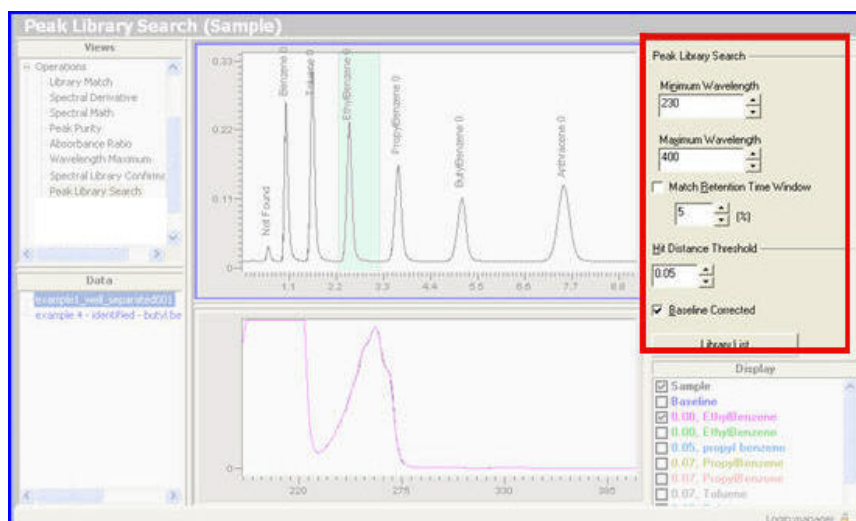 Peak Library Search (Sample)
Views
Operations
Library Match
Spectral Derivative
Spectral Math
Peak Purity
Absorbance Ratio
Wavelength Maximum
Spectral Library Confirma
Peak Library Search
Data
example1_well_separated001
example 4 - identified - butyl be
0.33
0.22
0.11
0
Not Found
Benzene 0
Toluene 0
EthylBenzene 0
PropylBenzene 0
ButylBenzene 0
Anthracene 0
1.1 2.2 3.3 4.4 5.5 6.6 7.7 8.8
0
220 275 330 385
Peak Library Search
Minimum Wavelength
230
Maximum Wavelength
400
Match Retention Time Window
5 [%]
Hit Distance Threshold
0.05
Baseline Corrected
Library List
Display
Sample
Baseline
0.00, EthylBenzene
0.00, EthylBenzene
0.05, propyl benzene
0.07, PropylBenzene
0.07, PropylBenzene
0.07, Toluene
Login:manager